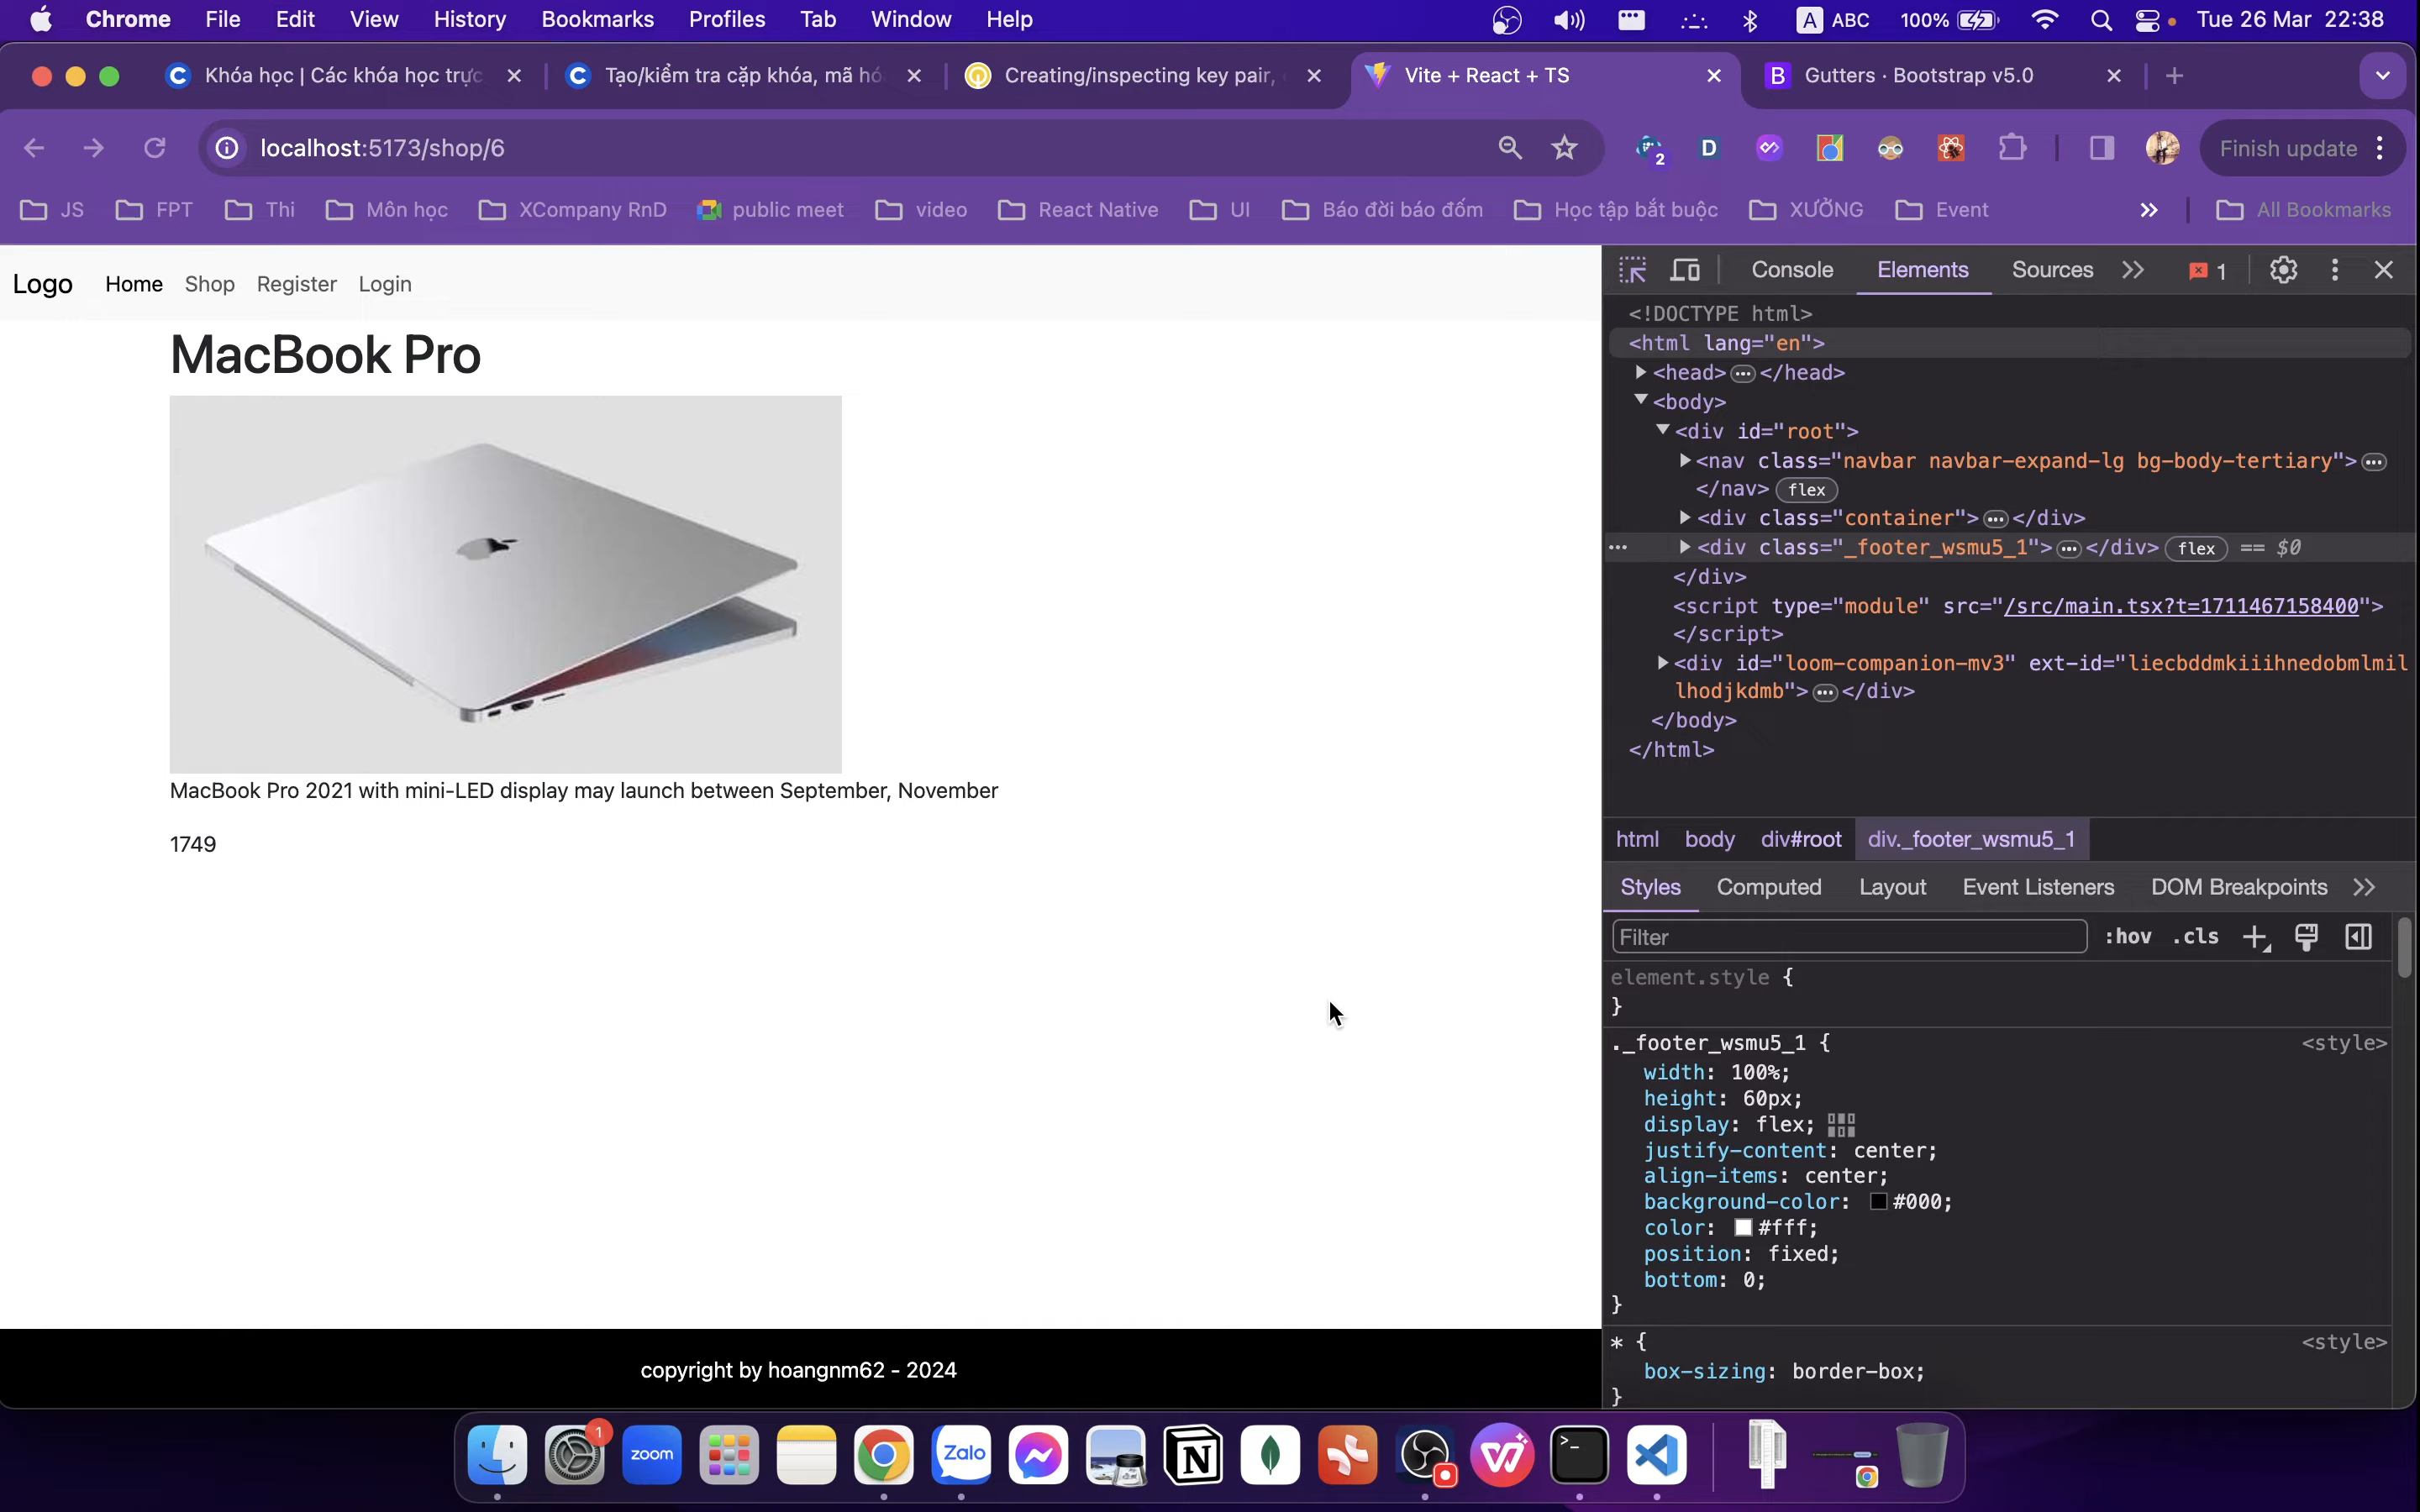 Chrome File Edit View History Bookmarks Profiles Tab Window Help A ABC 100% Tue 26 Mar 22:38
Khóa học | Các khóa học trực Tạo/kiểm tra cặp khóa, mã hó Creating/inspecting key pair, Vite + React + TS Gutters · Bootstrap v5.0
localhost:5173/shop/6 2 D Finish update
JS FPT Thi Môn học XCompany RnD public meet video React Native UI Báo đời báo đốm Học tập bắt buộc XƯỞNG Event All Bookmarks
Logo Home Shop Register Login
MacBook Pro
MacBook Pro 2021 with mini-LED display may launch between September, November
1749
copyright by hoangnm62 - 2024
Console Elements Sources 1
<!DOCTYPE html>
<html lang="en">
<head>…</head>
<body>
<div id="root">
<nav class="navbar navbar-expand-lg bg-body-tertiary">…
</nav> flex
<div class="container">…</div>
… <div class="_footer_wsmu5_1">…</div> flex == $0
</div>
<script type="module" src="/src/main.tsx?t=1711467158400">
</script>
<div id="loom-companion-mv3" ext-id="liecbddmkiiihnedobmlmil
lhodjkdmb">…</div>
</body>
</html>
html body div#root div._footer_wsmu5_1
Styles Computed Layout Event Listeners DOM Breakpoints
Filter :hov .cls
element.style {
}
._footer_wsmu5_1 { <style>
width: 100%;
height: 60px;
display: flex;
justify-content: center;
align-items: center;
background-color: #000;
color: #fff;
position: fixed;
bottom: 0;
}
* { <style>
box-sizing: border-box;
}
1 zoom Zalo